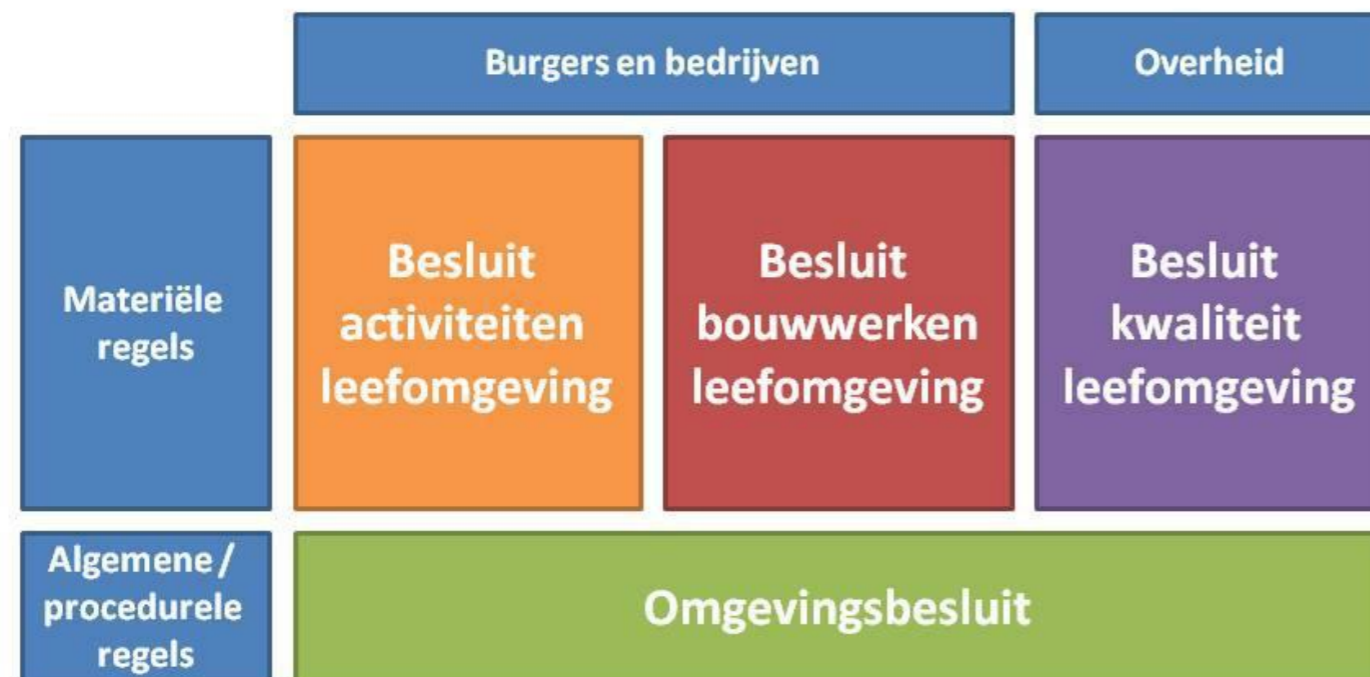 Burgers en bedrijven
Overheid
Materiële
regels
Besluit
activiteiten
leefomgeving
Besluit
bouwwerken
leefomgeving
Besluit
kwaliteit
leefomgeving
Algemene /
procedurele
regels
Omgevingsbesluit